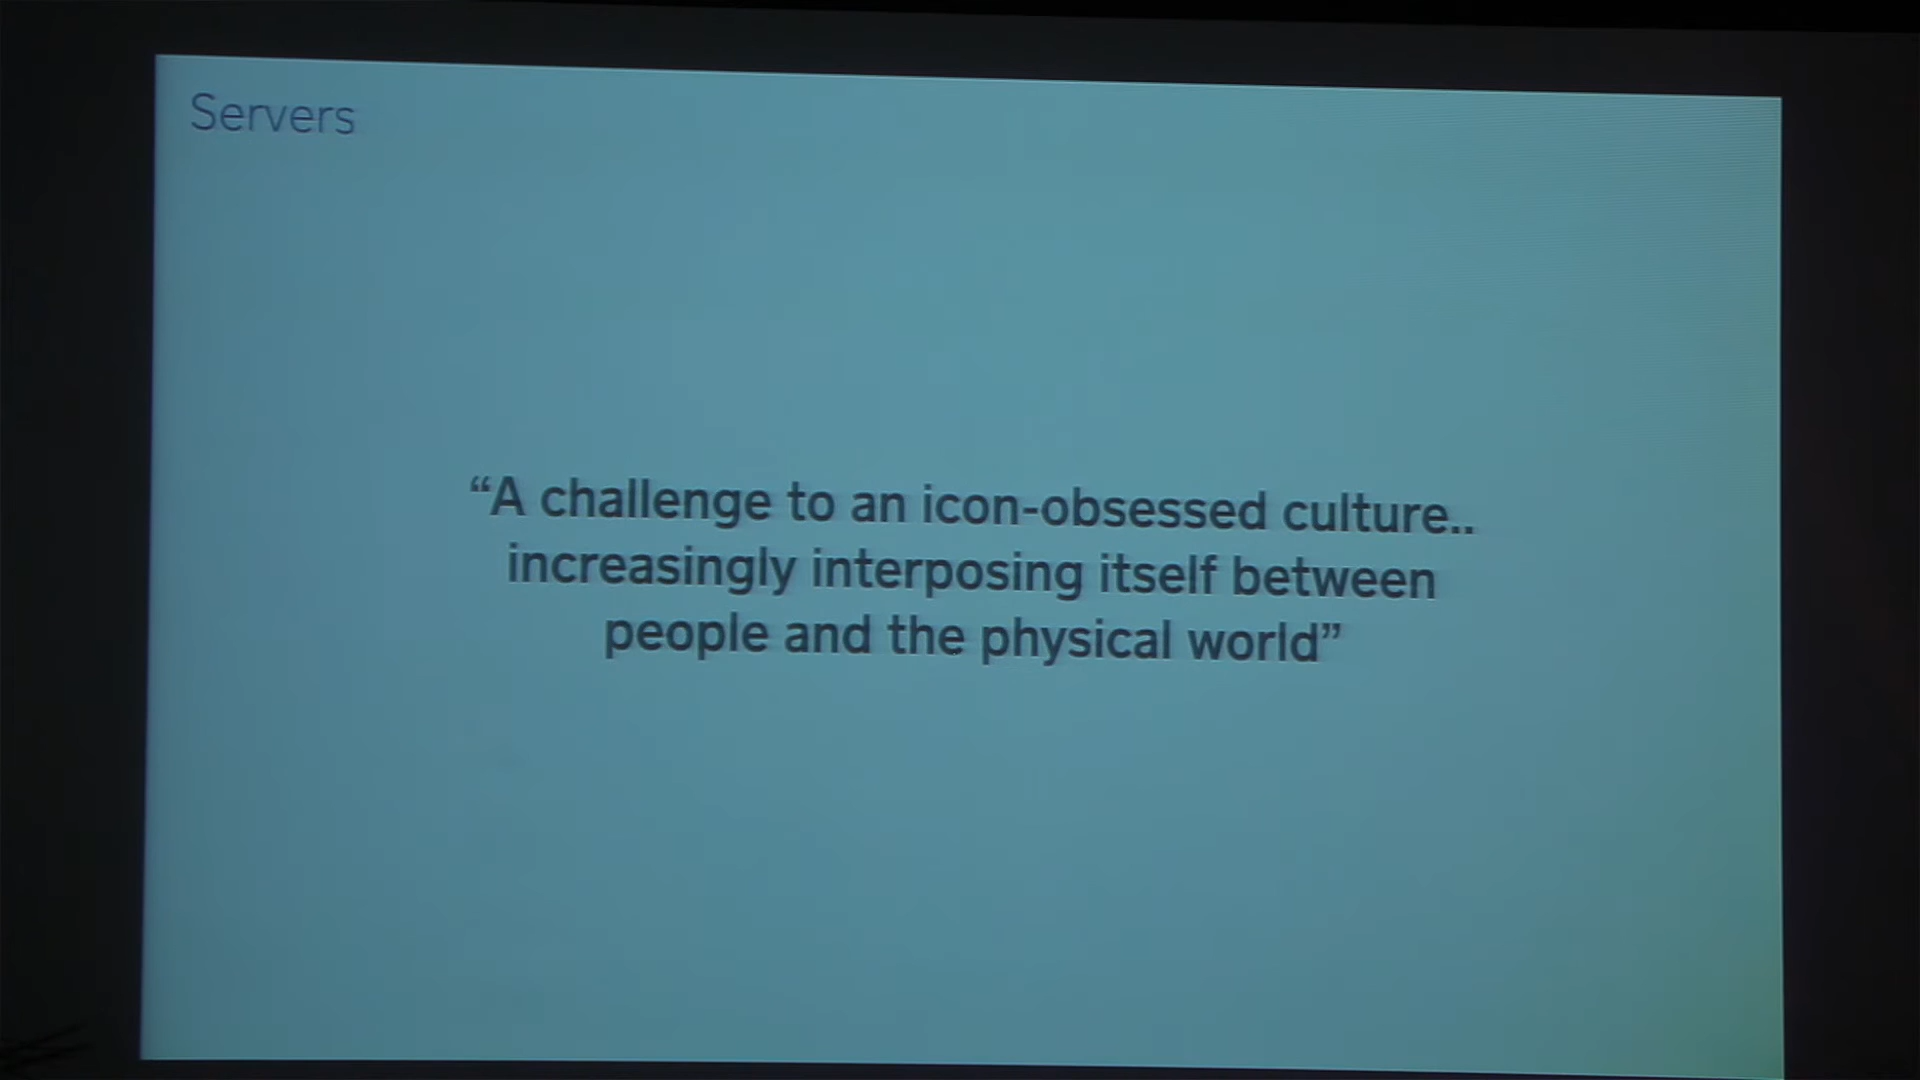 Servers
“A challenge to an icon-obsessed culture..
increasingly interposing itself between
people and the physical world”